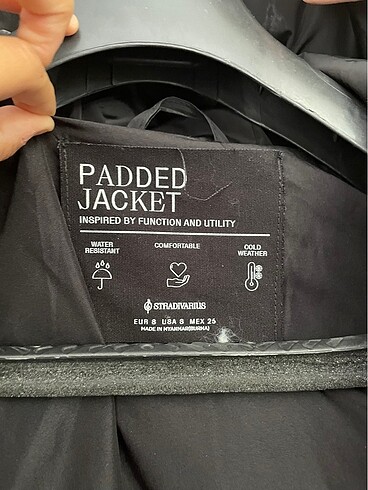 PADDED
JACKET
INSPIRED BY FUNCTION AND UTILITY
WATER
RESISTANT
COMFORTABLE
COLD
WEATHER
STRADIVARIUS
EUR S USA S MEX 25
MADE IN MYANMAR(BURMA)